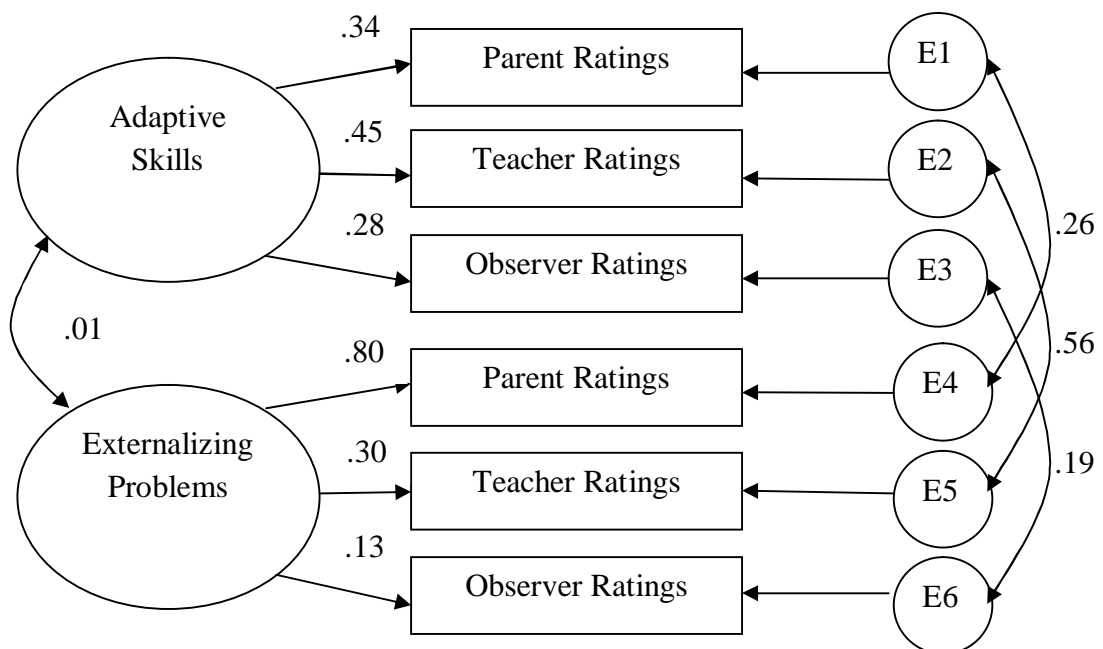 .34
Parent Ratings
E1
Adaptive
Skills
.45
Teacher Ratings
E2
.28
Observer Ratings
E3
.26
.01
.80
Parent Ratings
E4
.56
Externalizing
Problems
.30
Teacher Ratings
E5
.19
.13
Observer Ratings
E6